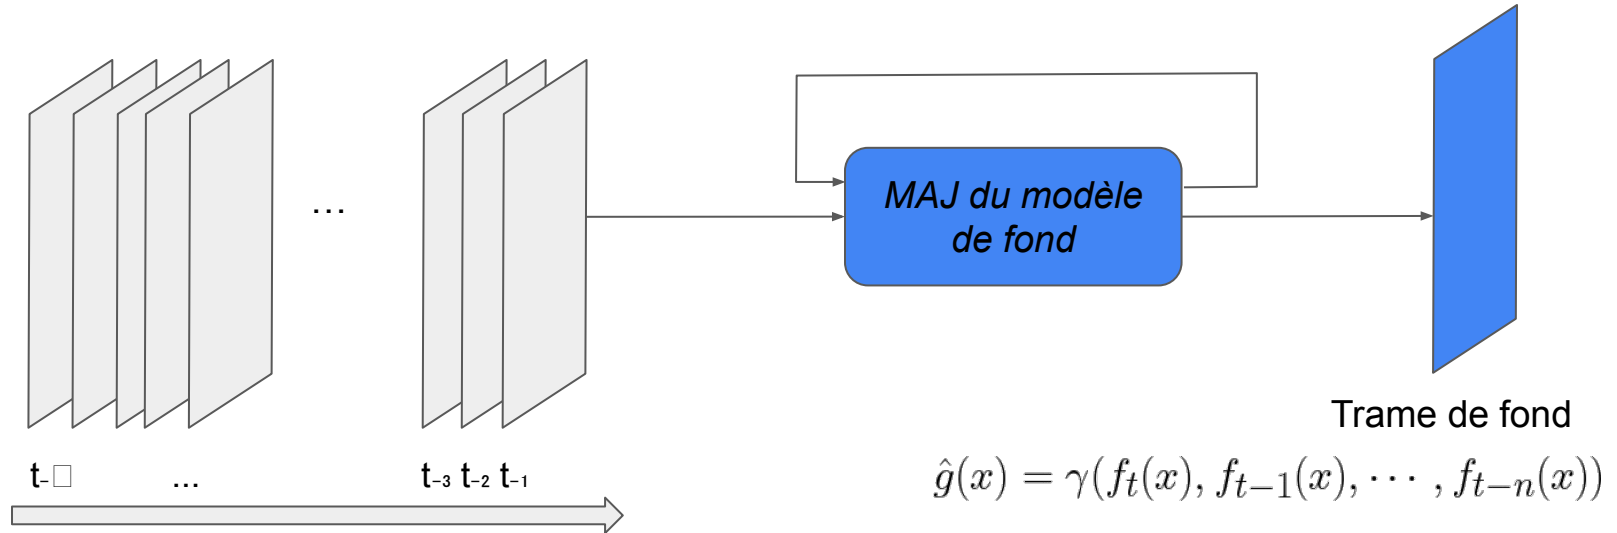 ...
MAJ du modèle
de fond
Trame de fond
t₋□ ... t₋₃ t₋₂ t₋₁
ĝ(x) = γ(f_t(x), f_{t−1}(x), ⋯ , f_{t−n}(x))